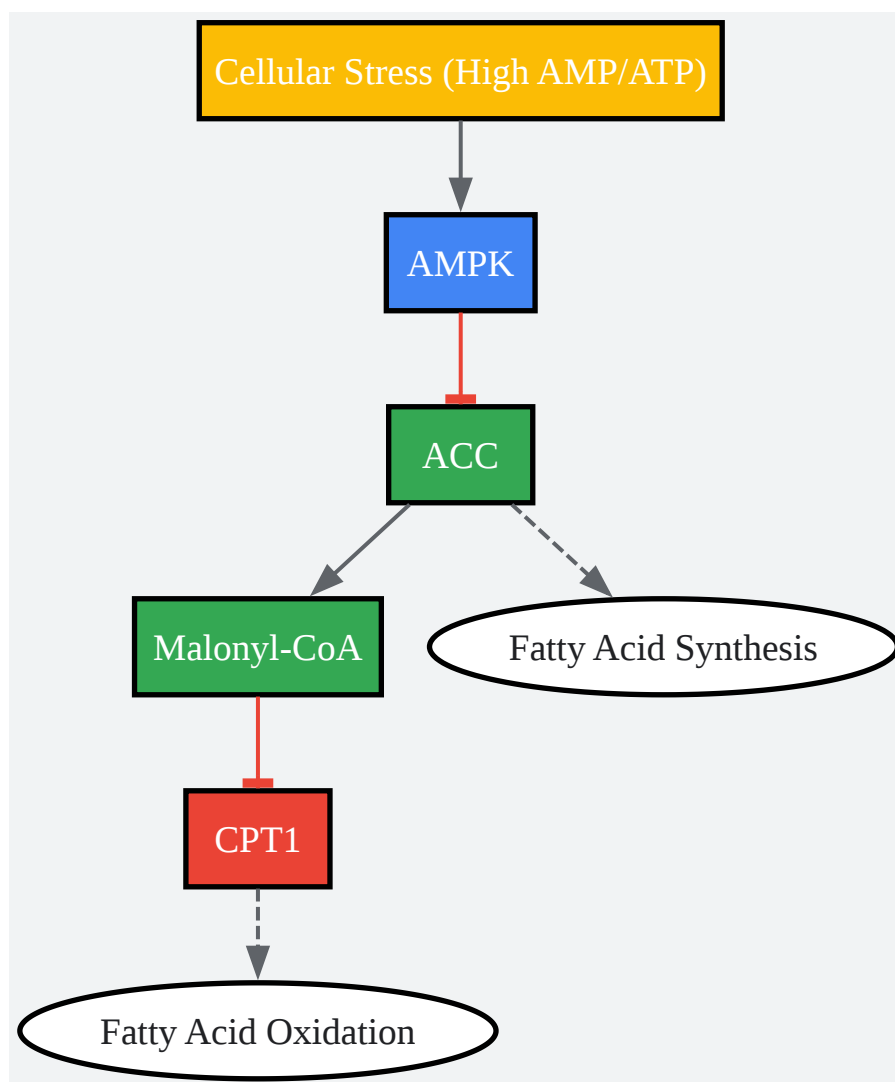 Cellular Stress (High AMP/ATP)
AMPK
ACC
Malonyl-CoA
Fatty Acid Synthesis
CPT1
Fatty Acid Oxidation